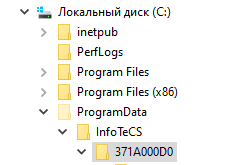 Локальный диск (C:)
inetpub
PerfLogs
Program Files
Program Files (x86)
ProgramData
InfoTeCS
371A000D0